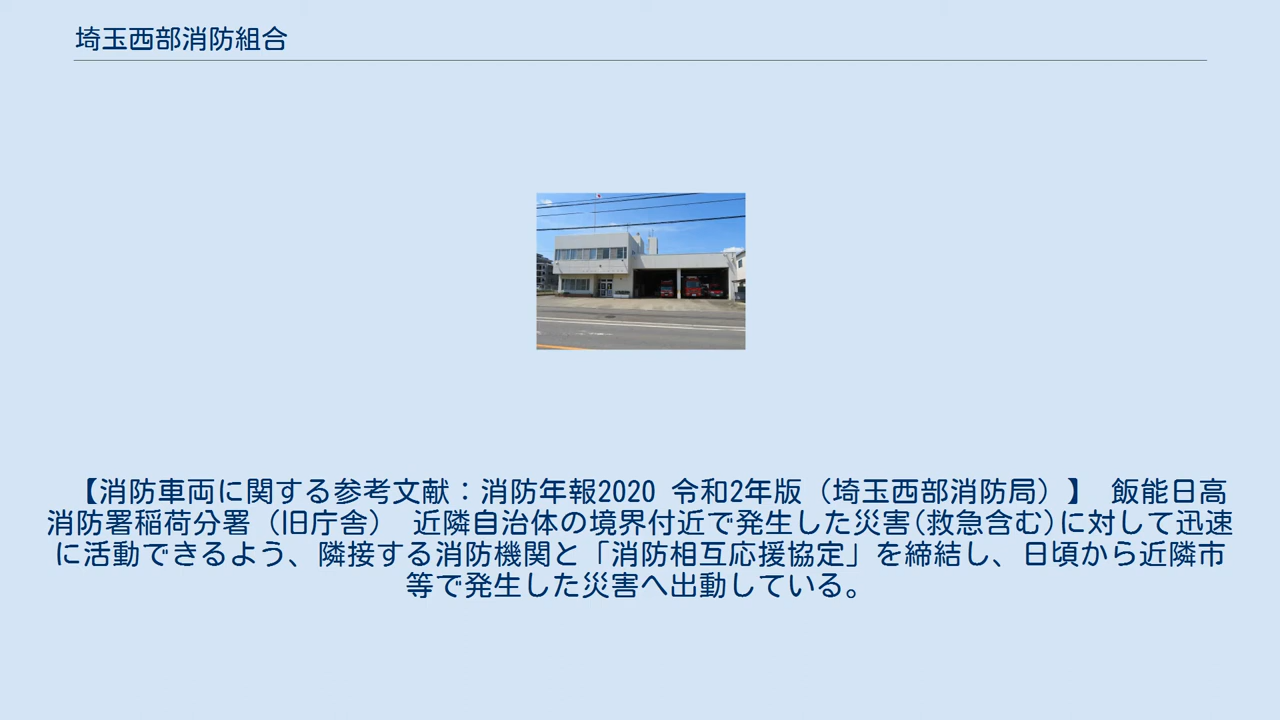 埼玉西部消防組合
【消防車両に関する参考文献：消防年報2020 令和2年版（埼玉西部消防局）】 飯能日高
消防署稲荷分署（旧庁舎） 近隣自治体の境界付近で発生した災害(救急含む)に対して迅速
に活動できるよう、隣接する消防機関と「消防相互応援協定」を締結し、日頃から近隣市
等で発生した災害へ出動している。